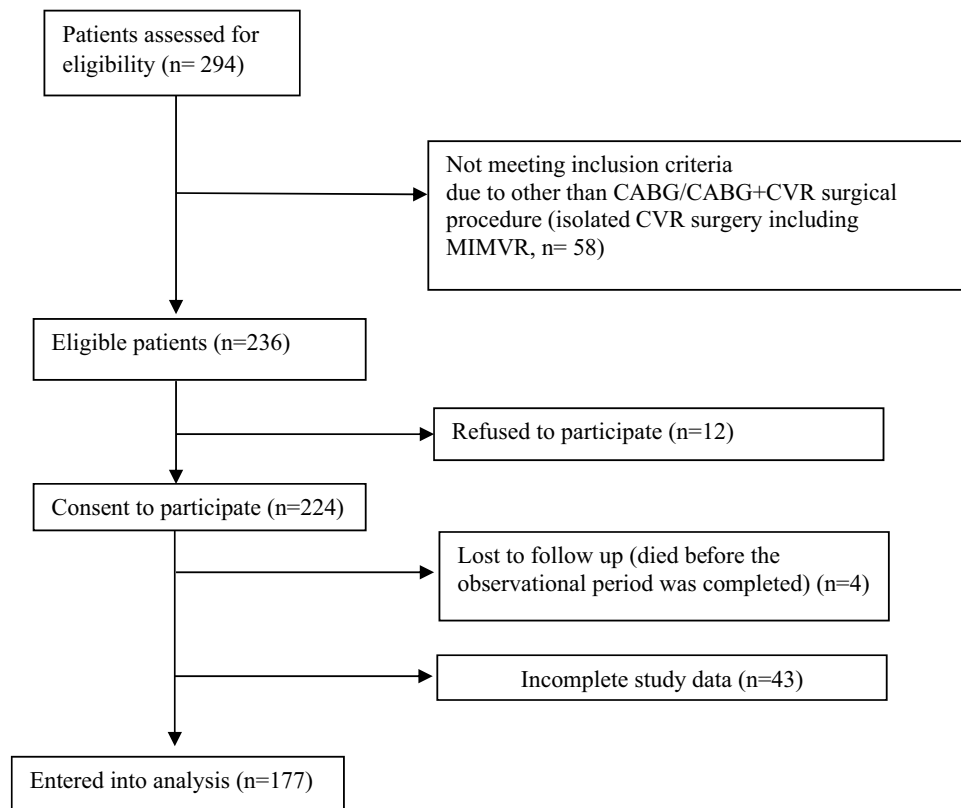 Patients assessed for
eligibility (n= 294)
Not meeting inclusion criteria
due to other than CABG/CABG+CVR surgical
procedure (isolated CVR surgery including
MIMVR, n= 58)
Eligible patients (n=236)
Refused to participate (n=12)
Consent to participate (n=224)
Lost to follow up (died before the
observational period was completed) (n=4)
Incomplete study data (n=43)
Entered into analysis (n=177)